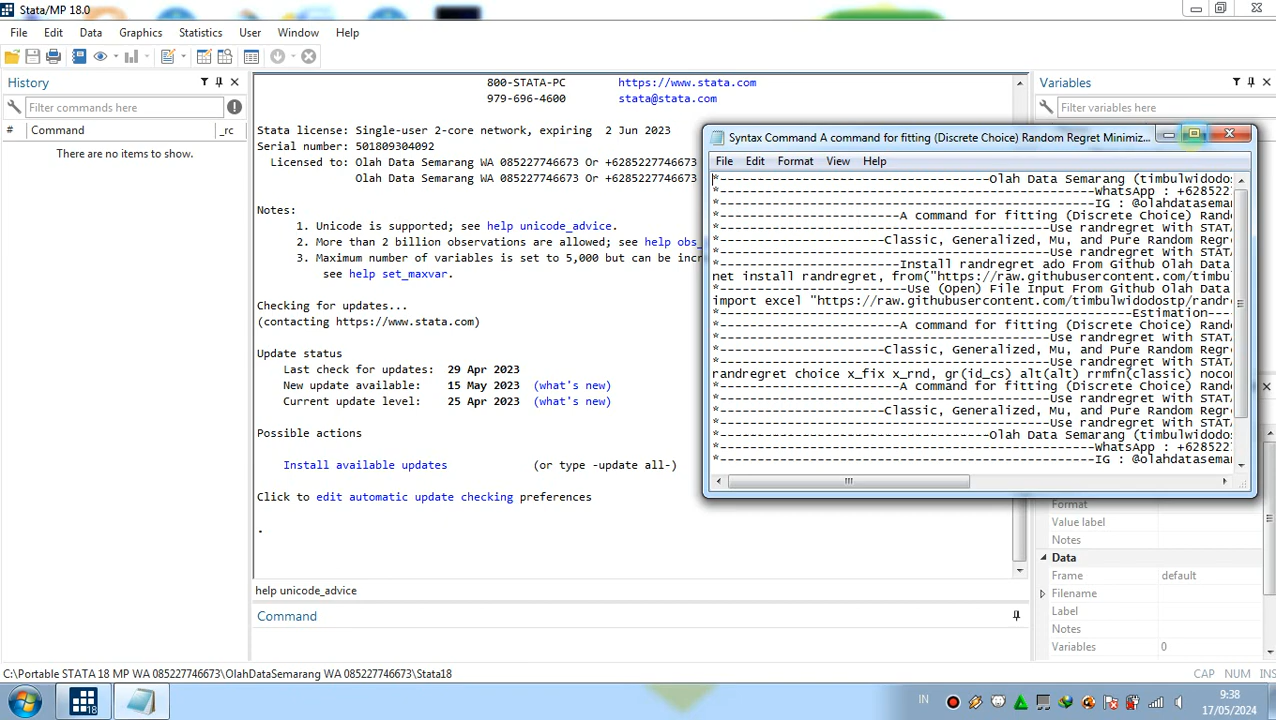 Stata/MP 18.0
File Edit Data Graphics Statistics User Window Help
History
Filter commands here
# Command _rc
There are no items to show.
800-STATA-PC https://www.stata.com
979-696-4600 stata@stata.com
Stata license: Single-user 2-core network, expiring 2 Jun 2023
Serial number: 501809304092
Licensed to: Olah Data Semarang WA 085227746673 Or +6285227746673
Olah Data Semarang WA 085227746673 Or +6285227746673
Notes:
1. Unicode is supported; see help unicode_advice.
2. More than 2 billion observations are allowed; see help obs_
3. Maximum number of variables is set to 5,000 but can be incr
see help set_maxvar.
Checking for updates...
(contacting https://www.stata.com)
Update status
Last check for updates: 29 Apr 2023
New update available: 15 May 2023 (what's new)
Current update level: 25 Apr 2023 (what's new)
Possible actions
Install available updates (or type -update all-)
Click to edit automatic update checking preferences
.
help unicode_advice
Command
Variables
Filter variables here
Syntax Command A command for fitting (Discrete Choice) Random Regret Minimiz...
File Edit Format View Help
*-----------------------------------Olah Data Semarang (timbulwidodos
*-------------------------------------------------WhatsApp : +628522
*-------------------------------------------------IG : @olahdatasema
*-----------------------A command for fitting (Discrete Choice) Rand
*-------------------------------------------Use randregret With STAT
*---------------------Classic, Generalized, Mu, and Pure Random Regr
*-------------------------------------------Use randregret With STAT
*-----------------------Install randregret ado From Github Olah Data
net install randregret, from("https://raw.githubusercontent.com/timbu
*------------------------Use (Open) File Input From Github Olah Data
import excel "https://raw.githubusercontent.com/timbulwidodostp/randr
*------------------------------------------------------Estimation----
*-----------------------A command for fitting (Discrete Choice) Rand
*-------------------------------------------Use randregret With STAT
*---------------------Classic, Generalized, Mu, and Pure Random Regr
*-------------------------------------------Use randregret With STAT
randregret choice x_fix x_rnd, gr(id_cs) alt(alt) rrmfn(classic) noco
*-----------------------A command for fitting (Discrete Choice) Rand
*-------------------------------------------Use randregret With STAT
*---------------------Classic, Generalized, Mu, and Pure Random Regr
*-------------------------------------------Use randregret With STAT
*-----------------------------------Olah Data Semarang (timbulwidodos
*-------------------------------------------------WhatsApp : +628522
*-------------------------------------------------IG : @olahdatasema
Format
Value label
Notes
Data
Frame default
Filename
Label
Notes
Variables 0
C:\Portable STATA 18 MP WA 085227746673\OlahDataSemarang WA 085227746673\Stata18
CAP NUM INS
18
IN
9:38
17/05/2024